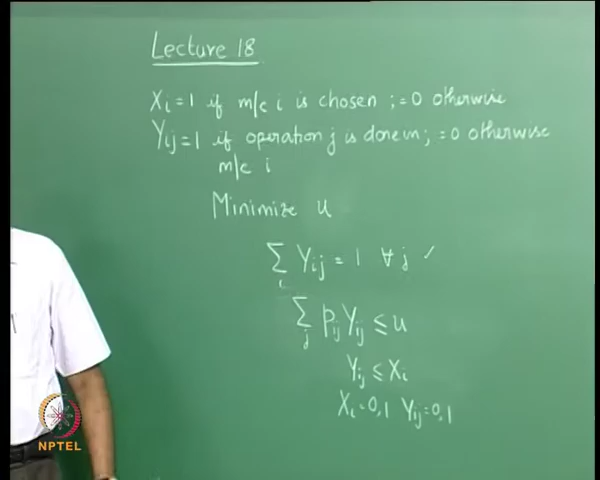 Lecture 18
Xi = 1 if m/c i is chosen ; = 0 otherwise
Yij = 1 if operation j is done in ; = 0 otherwise
m/c i
Minimize u
∑i Yij = 1 ∀ j ✓
∑j Pij Yij ≤ u
Yij ≤ Xi
Xi = 0,1 Yij = 0,1
NPTEL